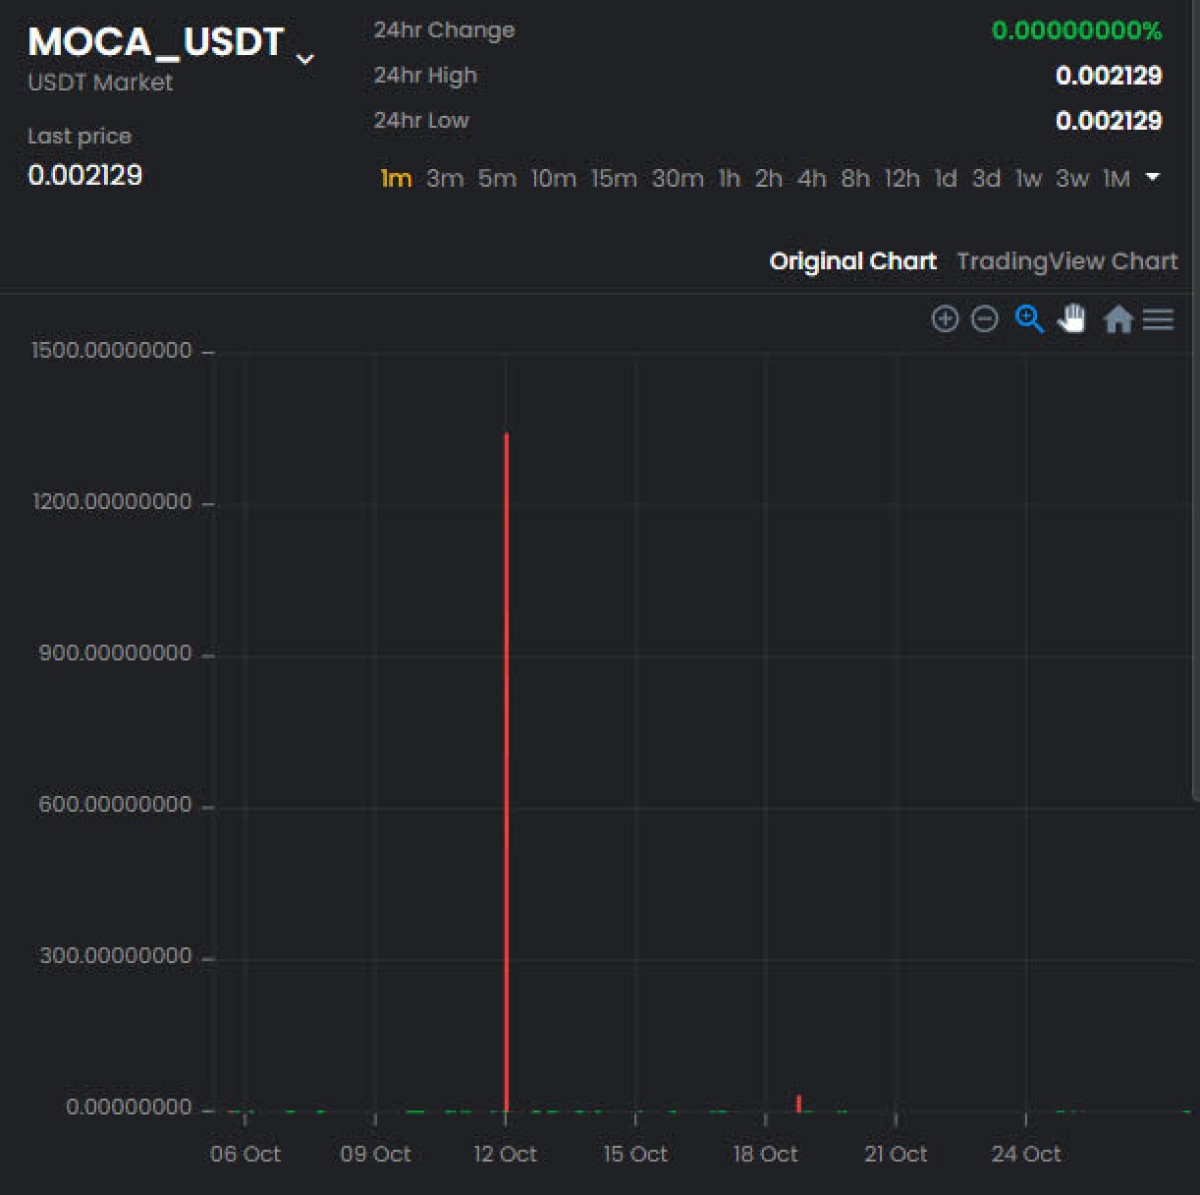 MOCA_USDT
USDT Market
Last price
0.002129
24hr Change 0.00000000%
24hr High 0.002129
24hr Low 0.002129
1m 3m 5m 10m 15m 30m 1h 2h 4h 8h 12h 1d 3d 1w 3w 1M
Original Chart TradingView Chart
1500.00000000
1200.00000000
900.00000000
600.00000000
300.00000000
0.00000000
06 Oct 09 Oct 12 Oct 15 Oct 18 Oct 21 Oct 24 Oct